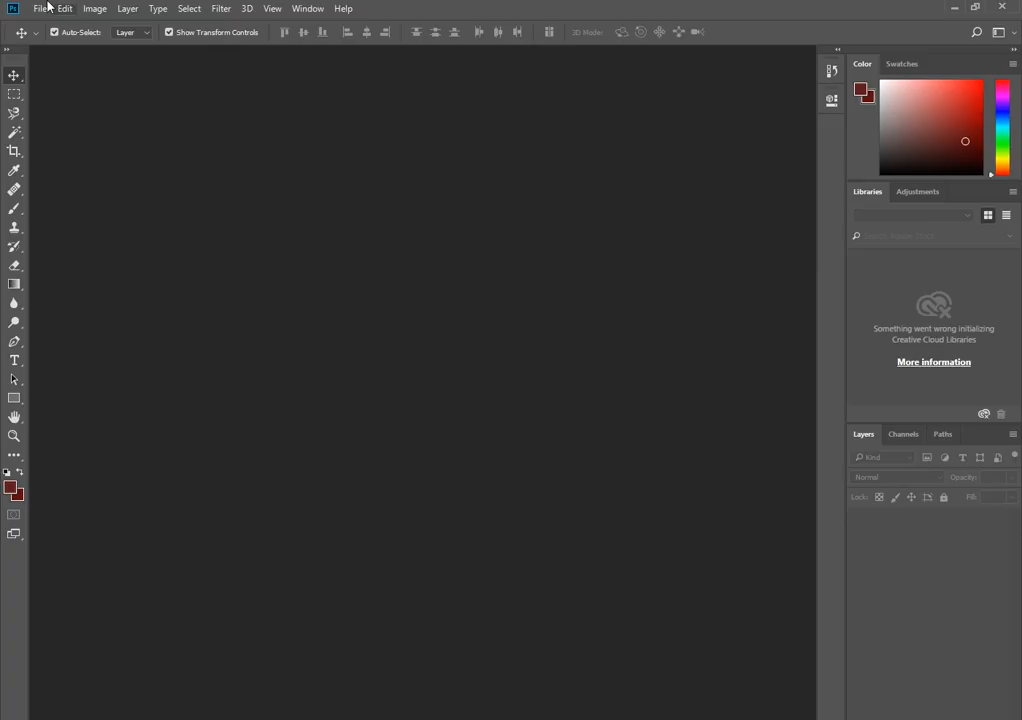 Ps File Edit Image Layer Type Select Filter 3D View Window Help
Auto-Select: Layer Show Transform Controls 3D Mode:
Color Swatches
Libraries Adjustments
Something went wrong initializing
Creative Cloud Libraries
More information
Layers Channels Paths
Kind
Normal Opacity:
Lock: Fill:
T